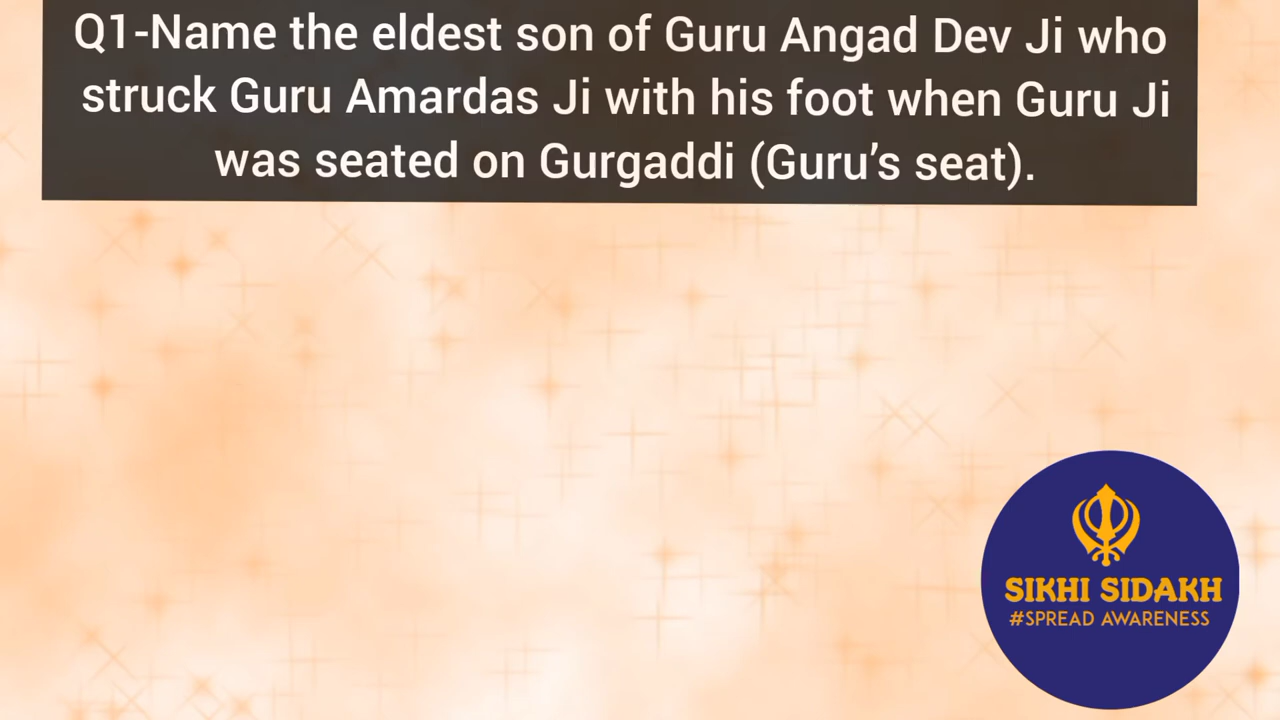 Q1-Name the eldest son of Guru Angad Dev Ji who
struck Guru Amardas Ji with his foot when Guru Ji
was seated on Gurgaddi (Guru’s seat).
SIKHI SIDAKH
#SPREAD AWARENESS